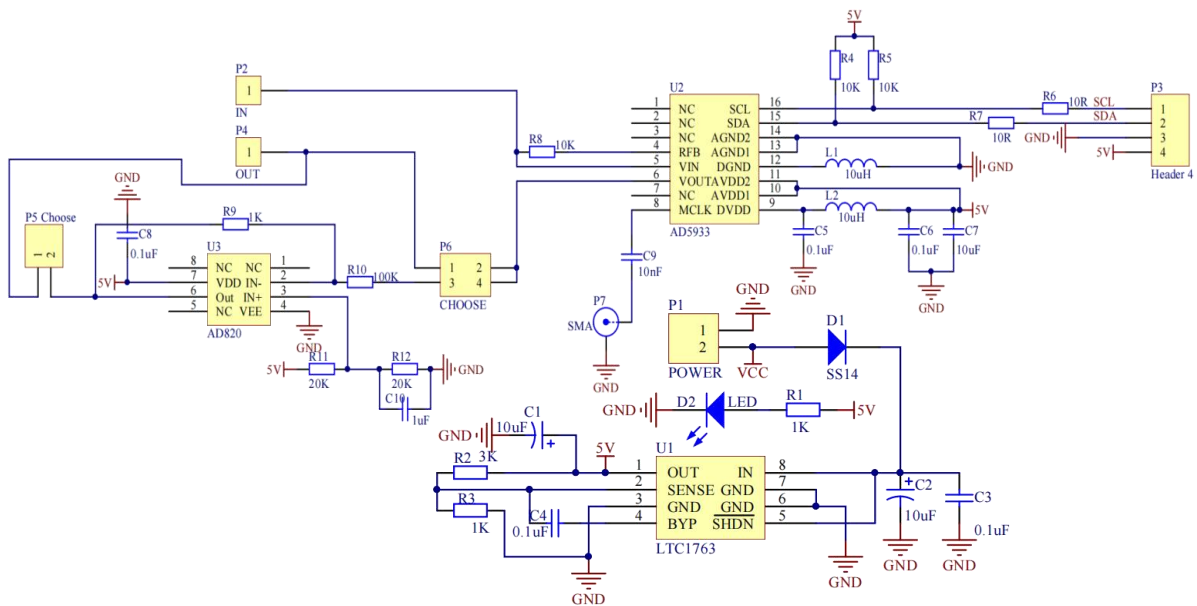 5V
R4
R5
10K
10K
P2
1
IN
P4
1
OUT
R8
10K
U2
1 NC SCL 16
2 NC SDA 15
3 NC AGND2 14
4 RFB AGND1 13
5 VIN DGND 12
6 VOUT AVDD2 11
7 NC AVDD1 10
8 MCLK DVDD 9
AD5933
R6
10R
SCL
R7
10R
SDA
GND
5V
P3
1
2
3
4
Header 4
L1
10uH
GND
L2
10uH
5V
C5
0.1uF
GND
C6
0.1uF
C7
10uF
GND
GND
C8
0.1uF
P5 Choose
1 2
R9
1K
U3
8 NC NC 1
7 VDD IN- 2
6 Out IN+ 3
5 NC VEE 4
AD820
5V
GND
R10
100K
P6
1 2
3 4
CHOOSE
C9
10nF
P7
SMA
GND
5V
R11
20K
R12
20K
GND
C10
1uF
P1
1
2
POWER
GND
VCC
D1
SS14
GND
D2
LED
R1
1K
5V
GND
10uF
C1
5V
R2
3K
R3
1K
C4
0.1uF
GND
U1
1 OUT IN 8
2 SENSE GND 7
3 GND GND 6
4 BYP SHDN 5
LTC1763
GND
C2
10uF
GND
C3
0.1uF
GND